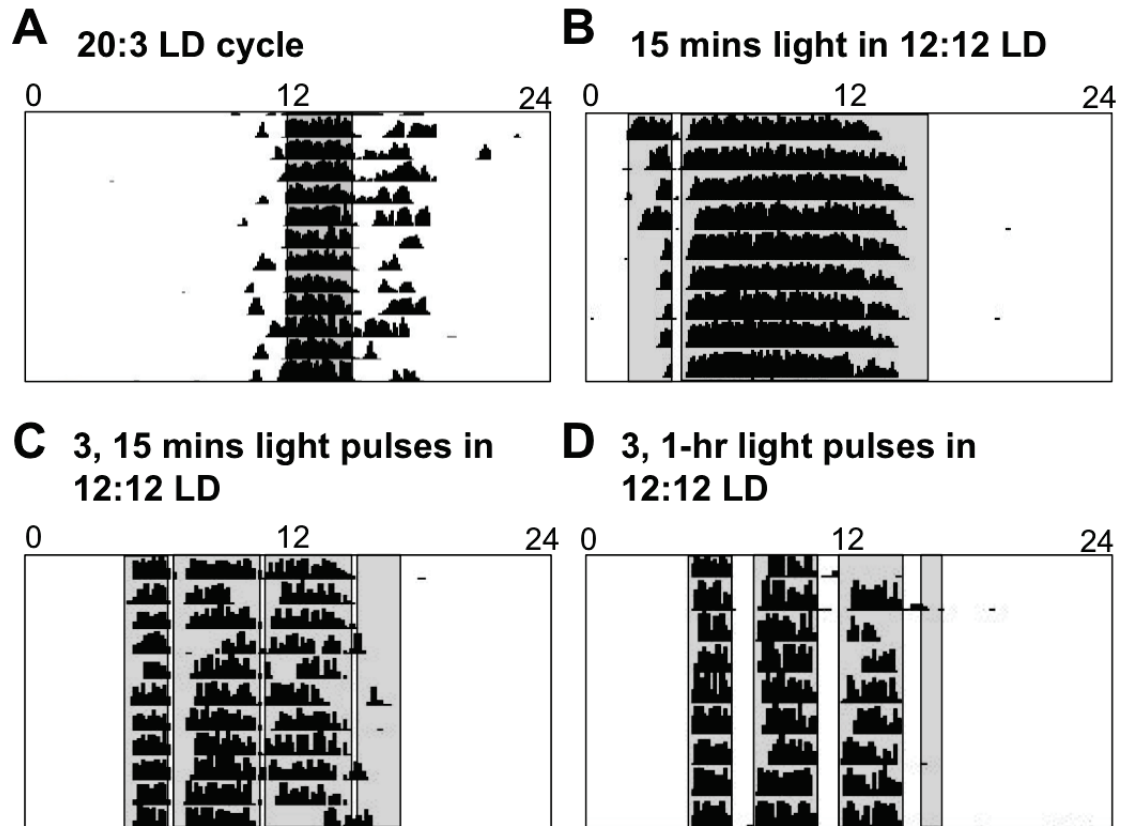 A 20:3 LD cycle
0 12 24
B 15 mins light in 12:12 LD
0 12 24
C 3, 15 mins light pulses in
12:12 LD
0 12 24
D 3, 1-hr light pulses in
12:12 LD
0 12 24